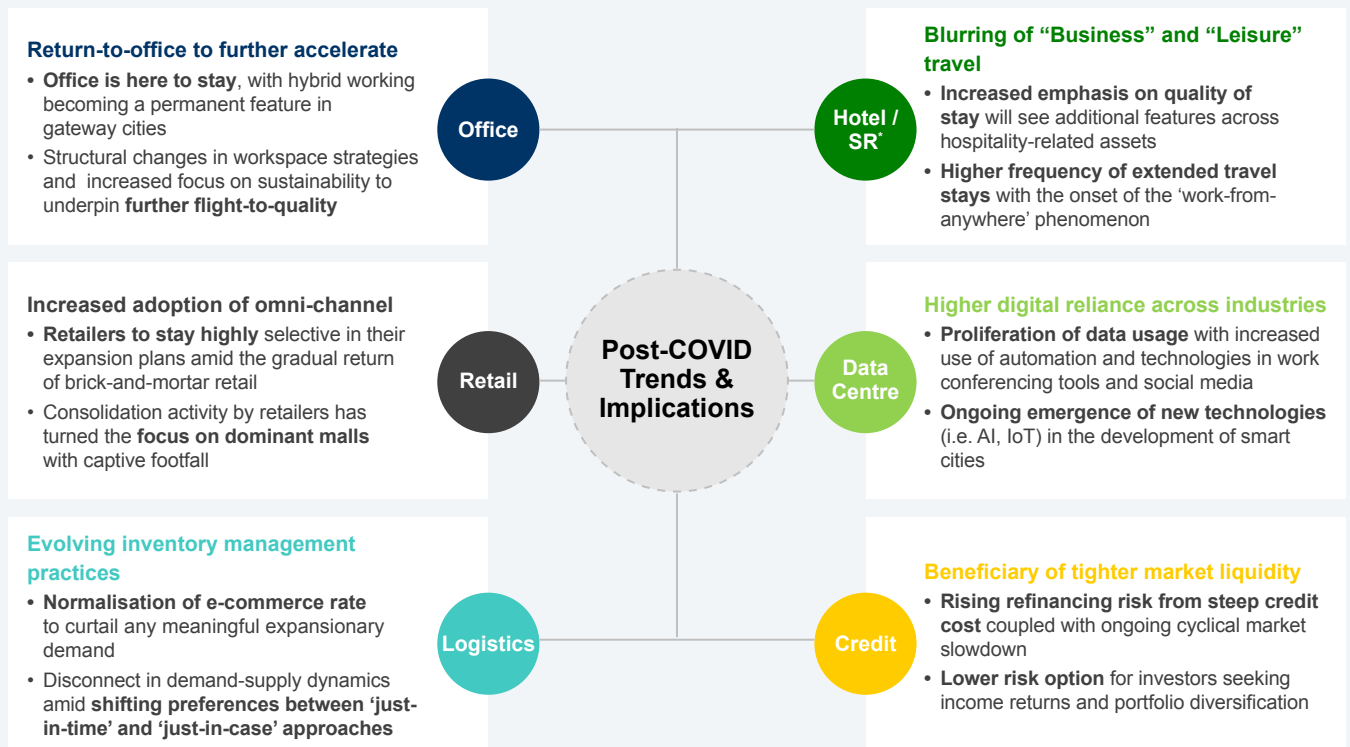 Return-to-office to further accelerate
• Office is here to stay, with hybrid working
becoming a permanent feature in
gateway cities
• Structural changes in workspace strategies
and increased focus on sustainability to
underpin further flight-to-quality
Office
Hotel /
SR*
Blurring of “Business” and “Leisure”
travel
• Increased emphasis on quality of
stay will see additional features across
hospitality-related assets
• Higher frequency of extended travel
stays with the onset of the ‘work-from-
anywhere’ phenomenon
Increased adoption of omni-channel
• Retailers to stay highly selective in their
expansion plans amid the gradual return
of brick-and-mortar retail
• Consolidation activity by retailers has
turned the focus on dominant malls
with captive footfall
Retail
Post-COVID
Trends &
Implications
Data
Centre
Higher digital reliance across industries
• Proliferation of data usage with increased
use of automation and technologies in work
conferencing tools and social media
• Ongoing emergence of new technologies
(i.e. AI, IoT) in the development of smart
cities
Evolving inventory management
practices
• Normalisation of e-commerce rate
to curtail any meaningful expansionary
demand
• Disconnect in demand-supply dynamics
amid shifting preferences between ‘just-
in-time’ and ‘just-in-case’ approaches
Logistics
Credit
Beneficiary of tighter market liquidity
• Rising refinancing risk from steep credit
cost coupled with ongoing cyclical market
slowdown
• Lower risk option for investors seeking
income returns and portfolio diversification